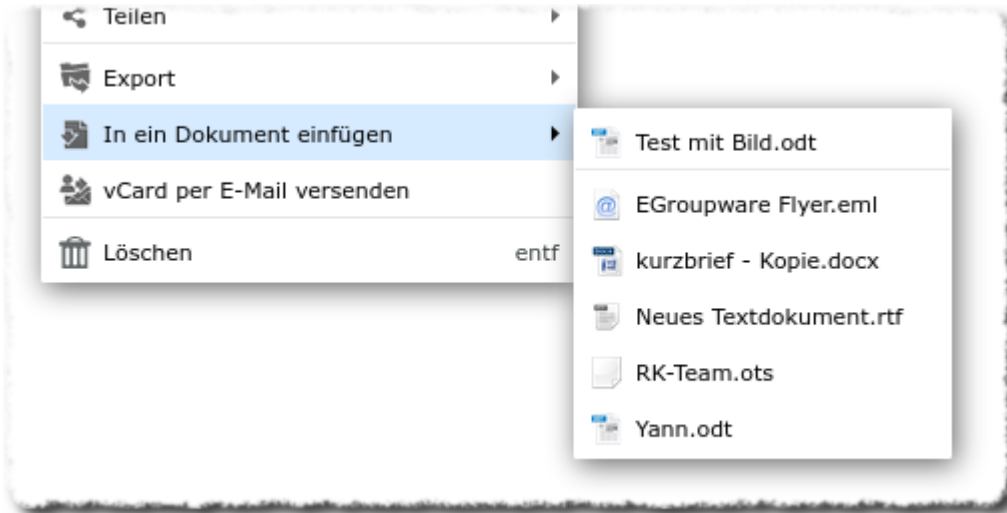 Teilen
Export
In ein Dokument einfügen
vCard per E-Mail versenden
Löschen entf
Test mit Bild.odt
EGroupware Flyer.eml
kurzbrief - Kopie.docx
Neues Textdokument.rtf
RK-Team.ots
Yann.odt